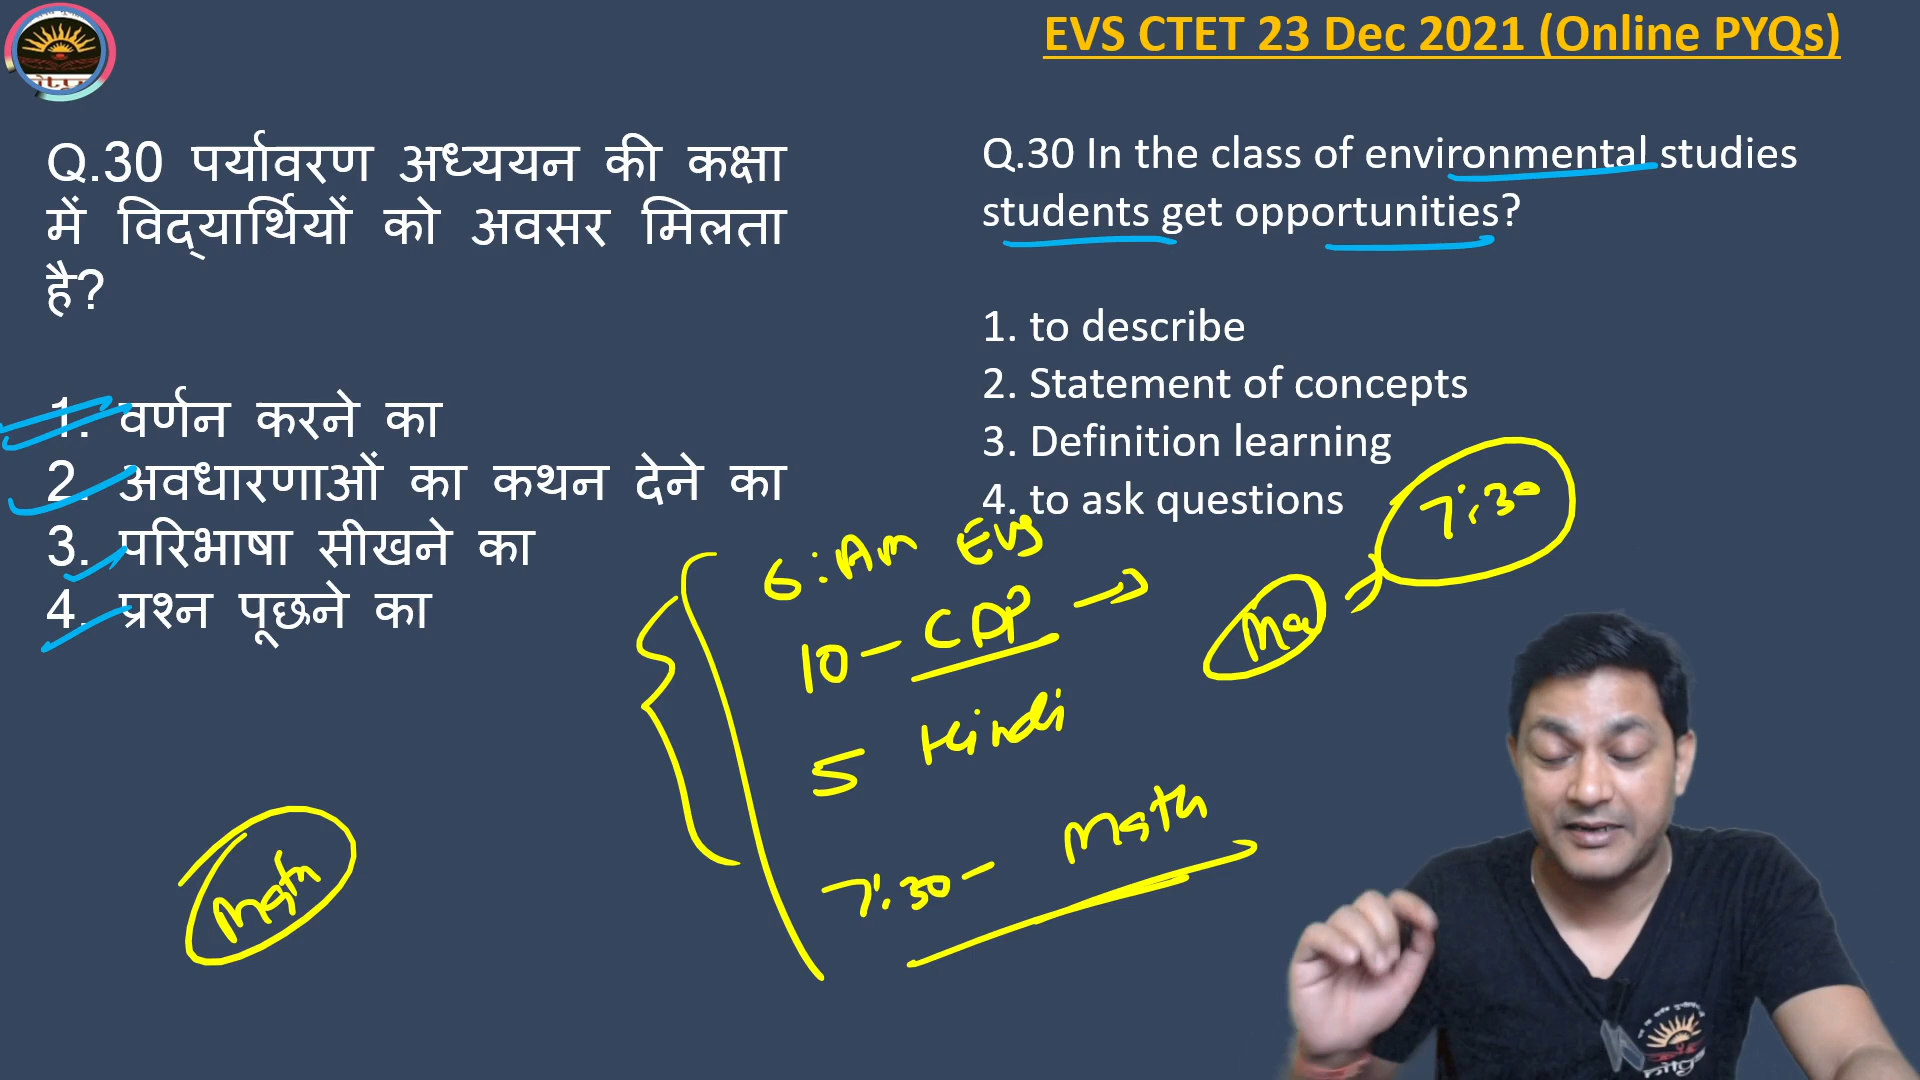 EVS CTET 23 Dec 2021 (Online PYQs)
Q.30 पर्यावरण अध्ययन की कक्षा
में विद्यार्थियों को अवसर मिलता
है?
1. वर्णन करने का
2. अवधारणाओं का कथन देने का
3. परिभाषा सीखने का
4. प्रश्न पूछने का
Q.30 In the class of environmental studies
students get opportunities?
1. to describe
2. Statement of concepts
3. Definition learning
4. to ask questions
6:Am EVS
10 - CDP
5 Hindi
7:30 - Math
7:30
Math